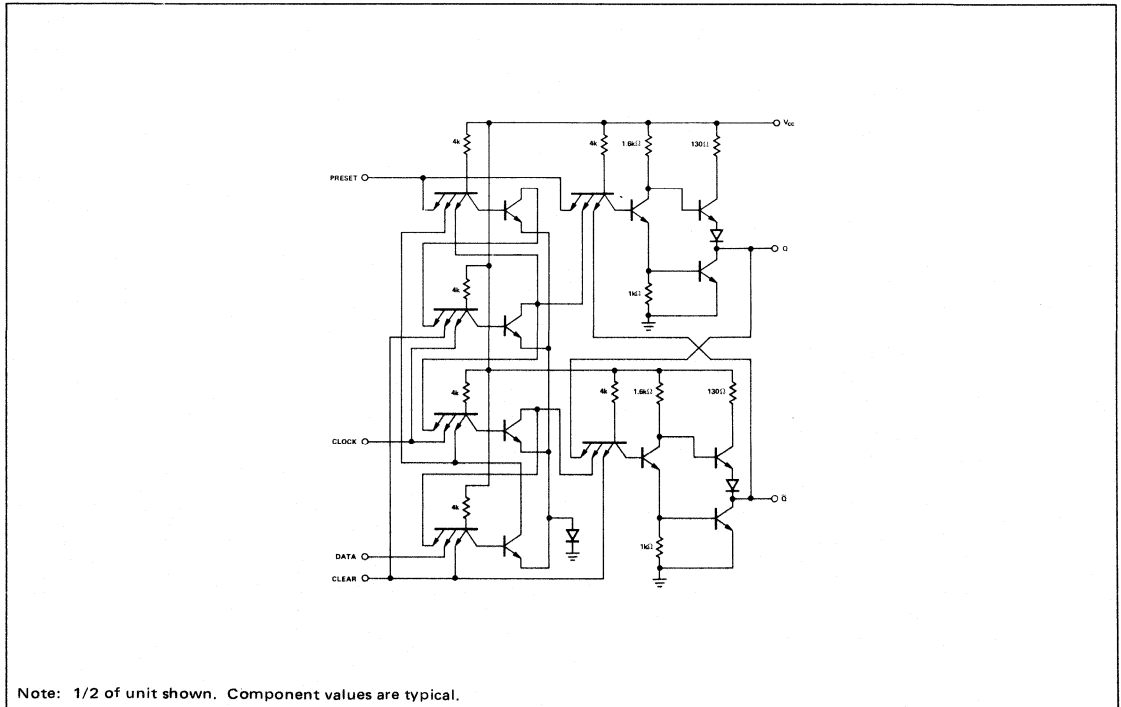 Vcc
4k
4k
1.6kΩ
130Ω
PRESET
Q
4k
1kΩ
4k
4k
1.6kΩ
130Ω
CLOCK
Q̄
4k
1kΩ
DATA
CLEAR
Note: 1/2 of unit shown. Component values are typical.